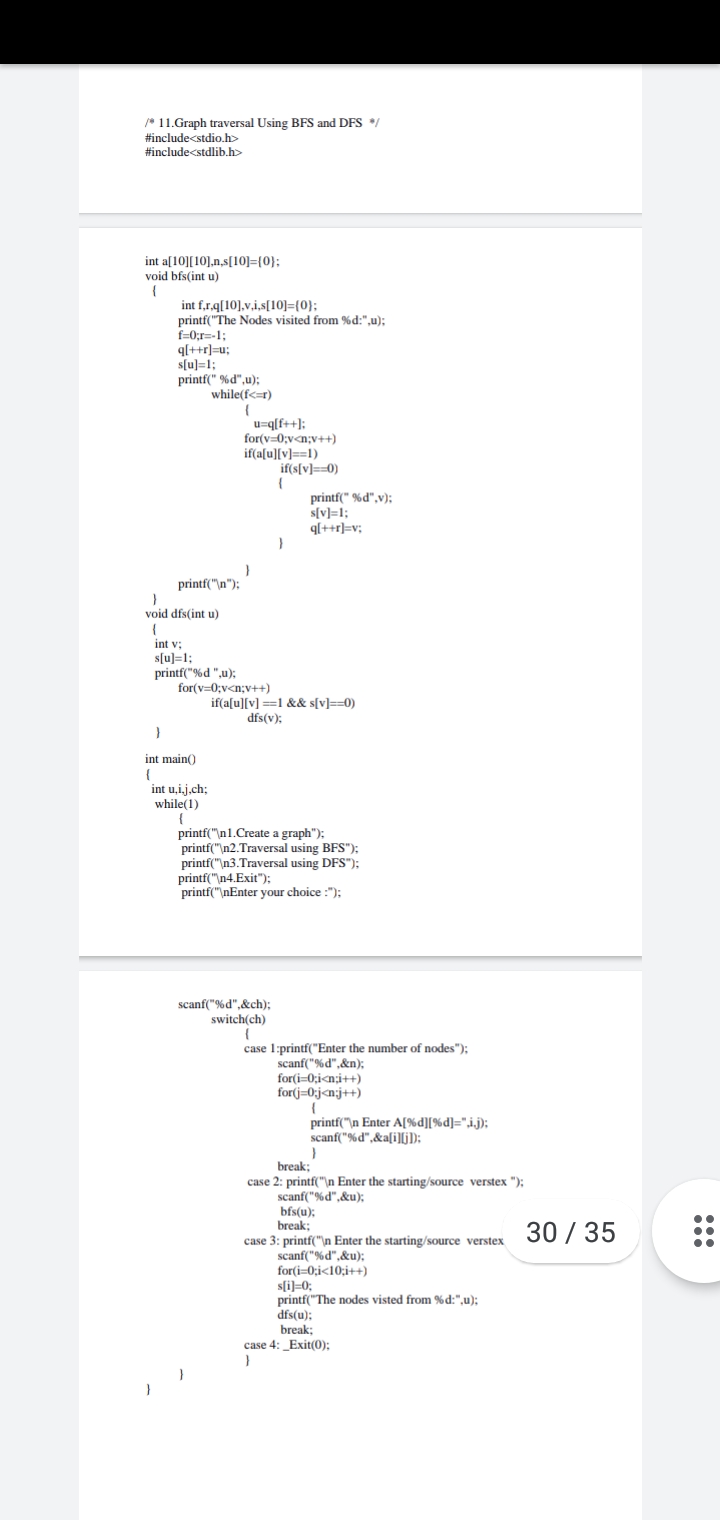 /* 11.Graph traversal Using BFS and DFS */
#include<stdio.h>
#include<stdlib.h>
int a[10][10],n,s[10]={0};
void bfs(int u)
{
int f,r,q[10],v,i,s[10]={0};
printf("The Nodes visited from %d:",u);
f=0;r=-1;
q[++r]=u;
s[u]=1;
printf(" %d",u);
while(f<=r)
{
u=q[f++];
for(v=0;v<n;v++)
if(a[u][v]==1)
if(s[v]==0)
{
printf(" %d",v);
s[v]=1;
q[++r]=v;
}
}
printf("\n");
}
void dfs(int u)
{
int v;
s[u]=1;
printf("%d ",u);
for(v=0;v<n;v++)
if(a[u][v] ==1 && s[v]==0)
dfs(v);
}
int main()
{
int u,i,j,ch;
while(1)
{
printf("\n1.Create a graph");
printf("\n2.Traversal using BFS");
printf("\n3.Traversal using DFS");
printf("\n4.Exit");
printf("\nEnter your choice :");
scanf("%d",&ch);
switch(ch)
{
case 1:printf("Enter the number of nodes");
scanf("%d",&n);
for(i=0;i<n;i++)
for(j=0;j<n;j++)
{
printf("\n Enter A[%d][%d]=",i,j);
scanf("%d",&a[i][j]);
}
break;
case 2: printf("\n Enter the starting/source verstex ");
scanf("%d",&u);
bfs(u);
break;
case 3: printf("\n Enter the starting/source verstex
30 / 35
scanf("%d",&u);
for(i=0;i<10;i++)
s[i]=0;
printf("The nodes visted from %d:",u);
dfs(u);
break;
case 4: _Exit(0);
}
}
}